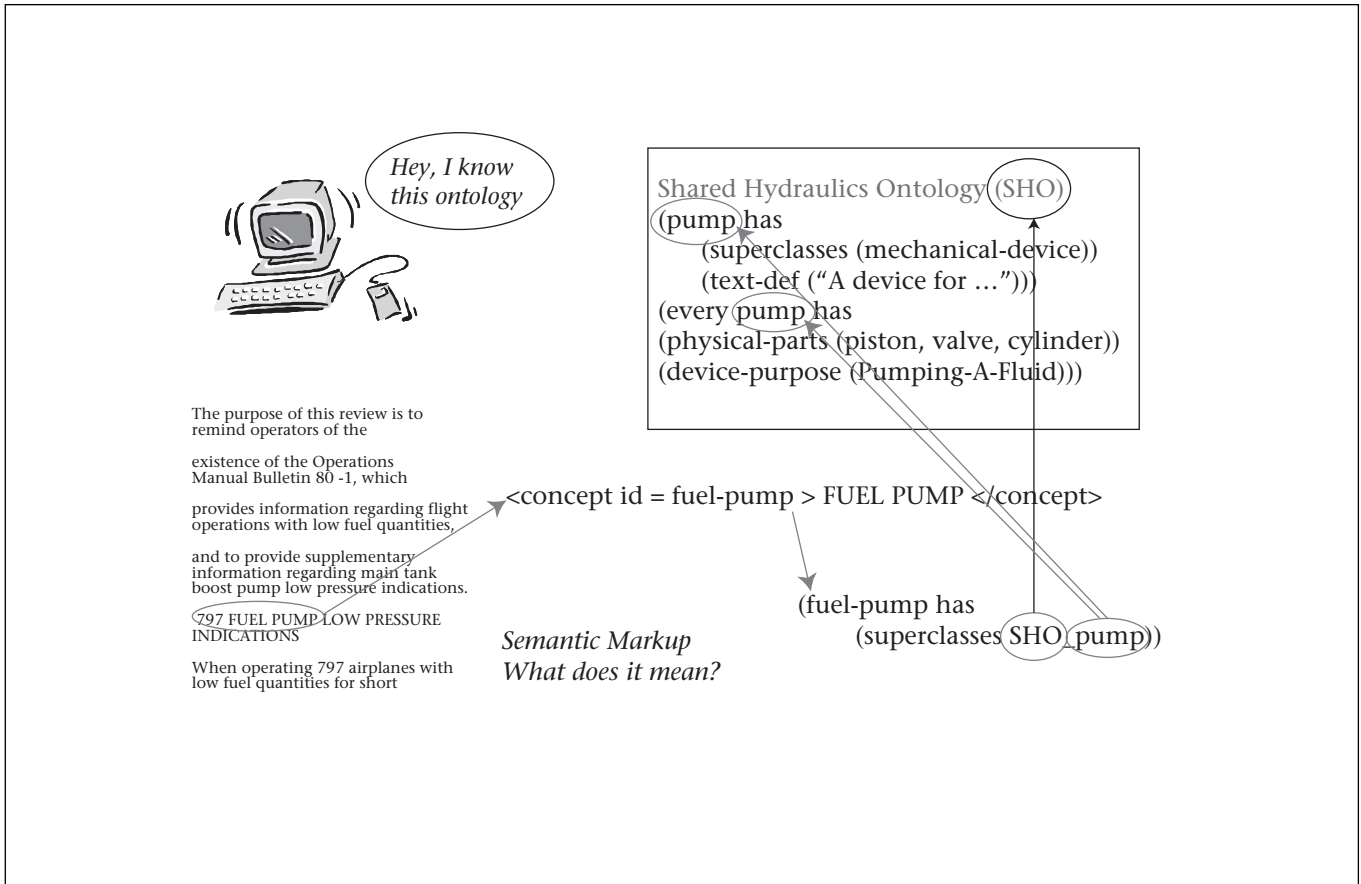 Hey, I know
this ontology
Shared Hydraulics Ontology (SHO)
(pump has
(superclasses (mechanical-device))
(text-def (“A device for …”)))
(every pump has
(physical-parts (piston, valve, cylinder))
(device-purpose (Pumping-A-Fluid)))
The purpose of this review is to
remind operators of the
existence of the Operations
Manual Bulletin 80 -1, which
provides information regarding flight
operations with low fuel quantities,
and to provide supplementary
information regarding main tank
boost pump low pressure indications.
797 FUEL PUMP LOW PRESSURE
INDICATIONS
When operating 797 airplanes with
low fuel quantities for short
<concept id = fuel-pump > FUEL PUMP </concept>
(fuel-pump has
(superclasses SHO_pump))
Semantic Markup
What does it mean?